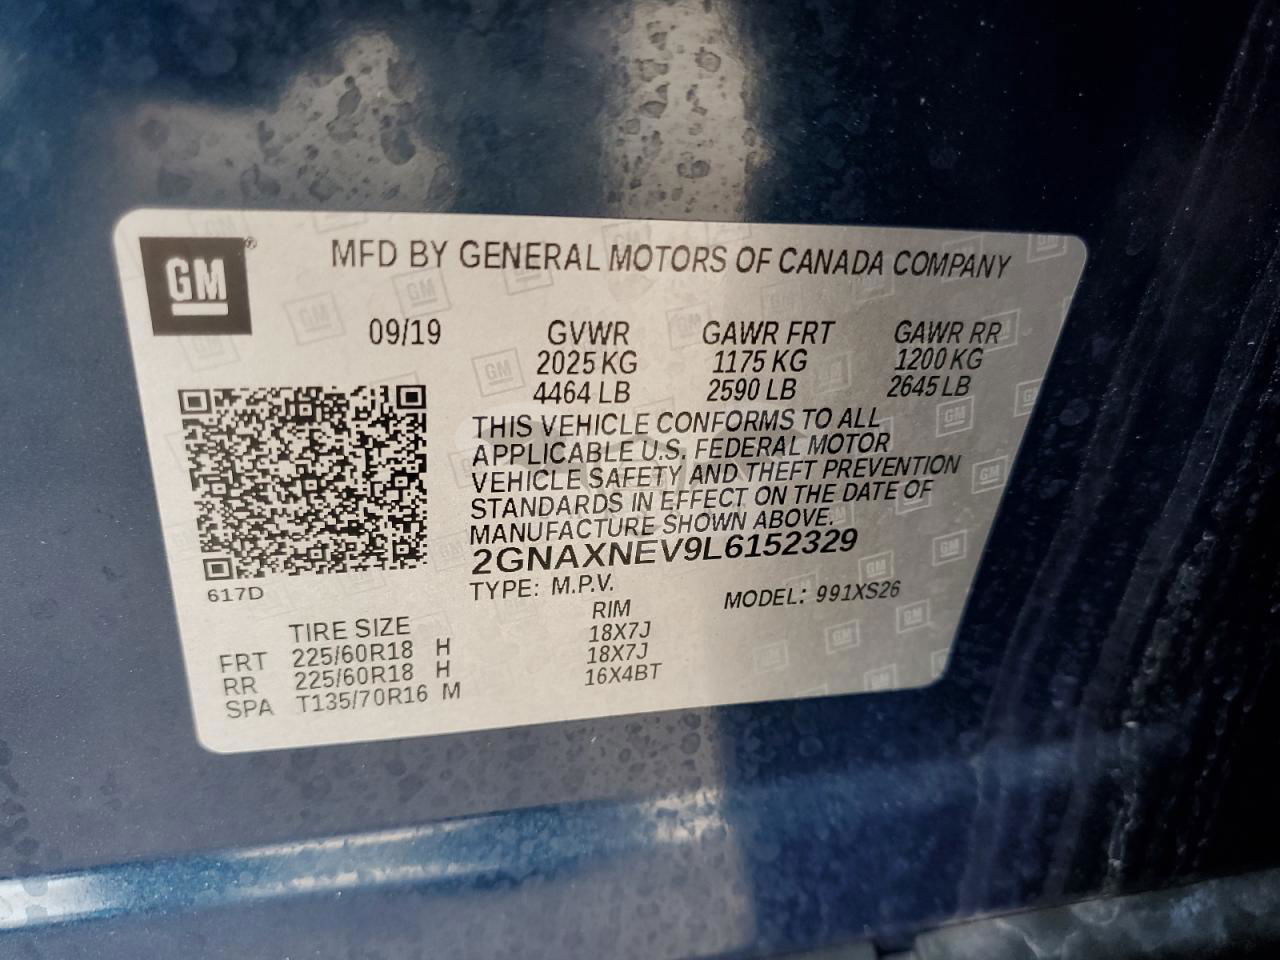 GM®
MFD BY GENERAL MOTORS OF CANADA COMPANY
09/19 GVWR GAWR FRT GAWR RR
2025 KG 1175 KG 1200 KG
4464 LB 2590 LB 2645 LB
THIS VEHICLE CONFORMS TO ALL
APPLICABLE U.S. FEDERAL MOTOR
VEHICLE SAFETY AND THEFT PREVENTION
STANDARDS IN EFFECT ON THE DATE OF
MANUFACTURE SHOWN ABOVE.
2GNAXNEV9L6152329
617D
TYPE: M.P.V. MODEL: 991XS26
TIRE SIZE RIM
FRT 225/60R18 H 18X7J
RR 225/60R18 H 18X7J
SPA T135/70R16 M 16X4BT